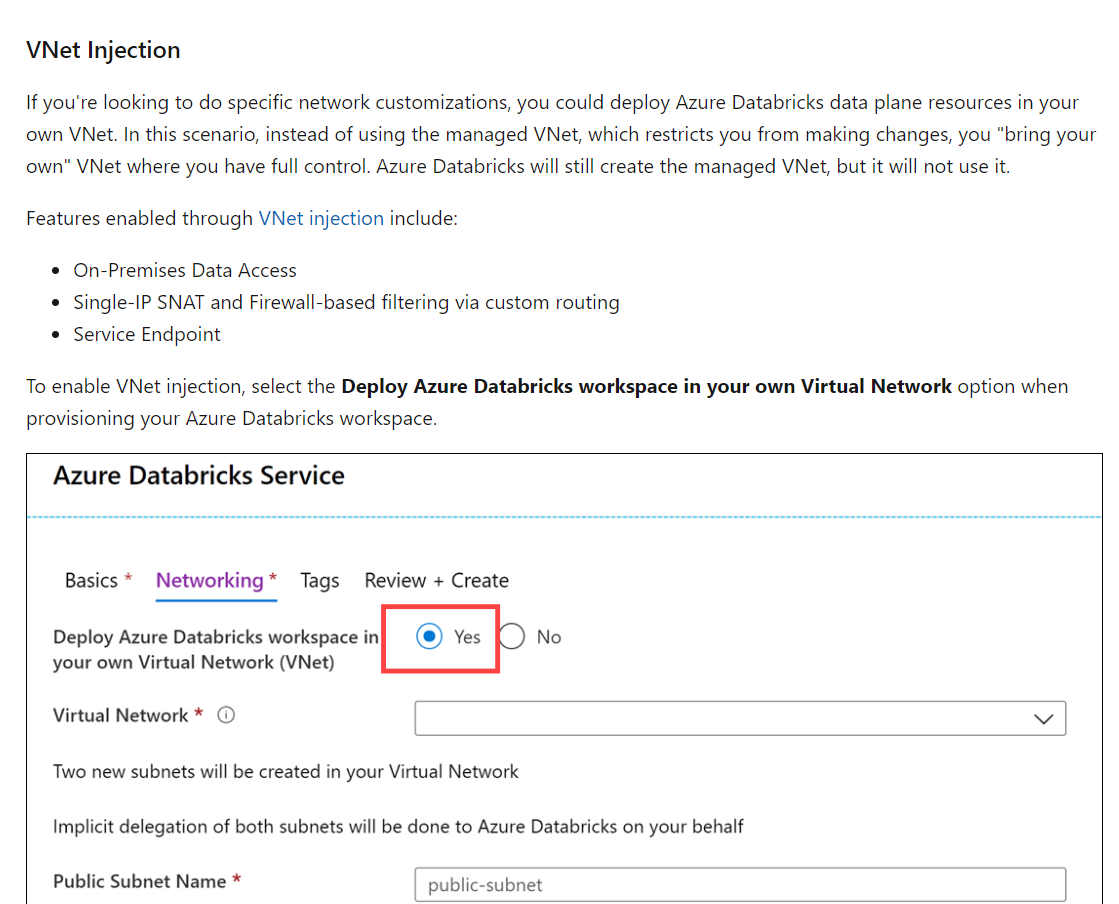 VNet Injection
If you're looking to do specific network customizations, you could deploy Azure Databricks data plane resources in your
own VNet. In this scenario, instead of using the managed VNet, which restricts you from making changes, you "bring your
own" VNet where you have full control. Azure Databricks will still create the managed VNet, but it will not use it.
Features enabled through VNet injection include:
• On-Premises Data Access
• Single-IP SNAT and Firewall-based filtering via custom routing
• Service Endpoint
To enable VNet injection, select the Deploy Azure Databricks workspace in your own Virtual Network option when
provisioning your Azure Databricks workspace.
Azure Databricks Service
Basics * Networking * Tags Review + Create
Deploy Azure Databricks workspace in Yes No
your own Virtual Network (VNet)
Virtual Network *
Two new subnets will be created in your Virtual Network
Implicit delegation of both subnets will be done to Azure Databricks on your behalf
Public Subnet Name * public-subnet